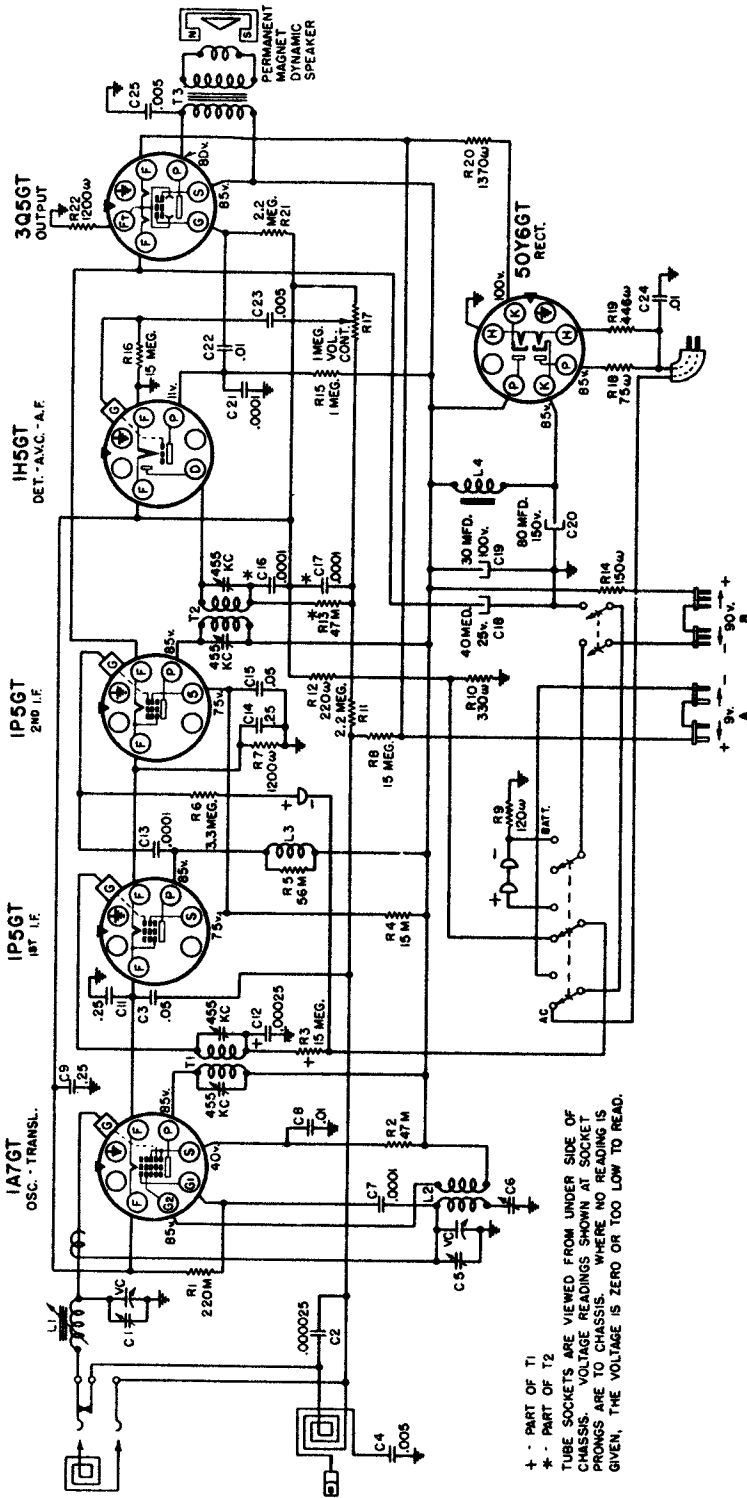 1A7GT
OSC. - TRANSL.
1P5GT
1ST I.F.
1P5GT
2ND I.F.
1H5GT
DET. - A.V.C. - A.F.
3Q5GT
OUTPUT
L1
C1
VC
R1
220M
G
F
F
P
S
G2
G1
85v.
85v.
40v.
C9
.25
T1
455
KC
455
KC
C12
.00025
+
R3
15 MEG.
+
C8
.01
R2
47M
C7
.0001
L2
VC
C5
C6
.000025
C2
C4
.005
.25
C11
C3
.05
G
F
F
P
S
85v.
75v.
C13
.0001
R5
56M
L3
R4
15M
R6
3.3 MEG.
+
-
G
F
F
P
S
85v.
75v.
C15
.05
C14
.25
R7
1200ω
T2
455
KC
455
KC
*
C16
.0001
*
C17
.0001
*
R13
47M
R12
220ω
2.2 MEG.
R11
R8
15 MEG.
R10
330ω
G
F
F
P
D
11v.
R16
15 MEG.
C23
.005
C22
.01
C21
.0001
1 MEG.
VOL.
CONT.
R17
R15
1 MEG.
R22
1200ω
FT
F
F
P
S
G
80v.
85v.
2.2
MEG.
R21
C25
.005
T3
N
S
PERMANENT
MAGNET
DYNAMIC
SPEAKER
R20
1370ω
50Y6GT
RECT.
100v.
H
K
H
P
K
P
85v.
85v.
R19
446ω
C24
.01
R18
75ω
L4
30 MFD.
100v.
C19
80 MFD.
150v.
C20
40 MED.
25v.
C18
R14
150ω
R9
120ω
+
-
BATT.
AC
+
9v.
-
A
-
90v.
+
B
+ - PART OF T1
* - PART OF T2
TUBE SOCKETS ARE VIEWED FROM UNDER SIDE OF
CHASSIS. VOLTAGE READINGS SHOWN AT SOCKET
PRONGS ARE TO CHASSIS. WHERE NO READING IS
GIVEN, THE VOLTAGE IS ZERO OR TOO LOW TO READ.